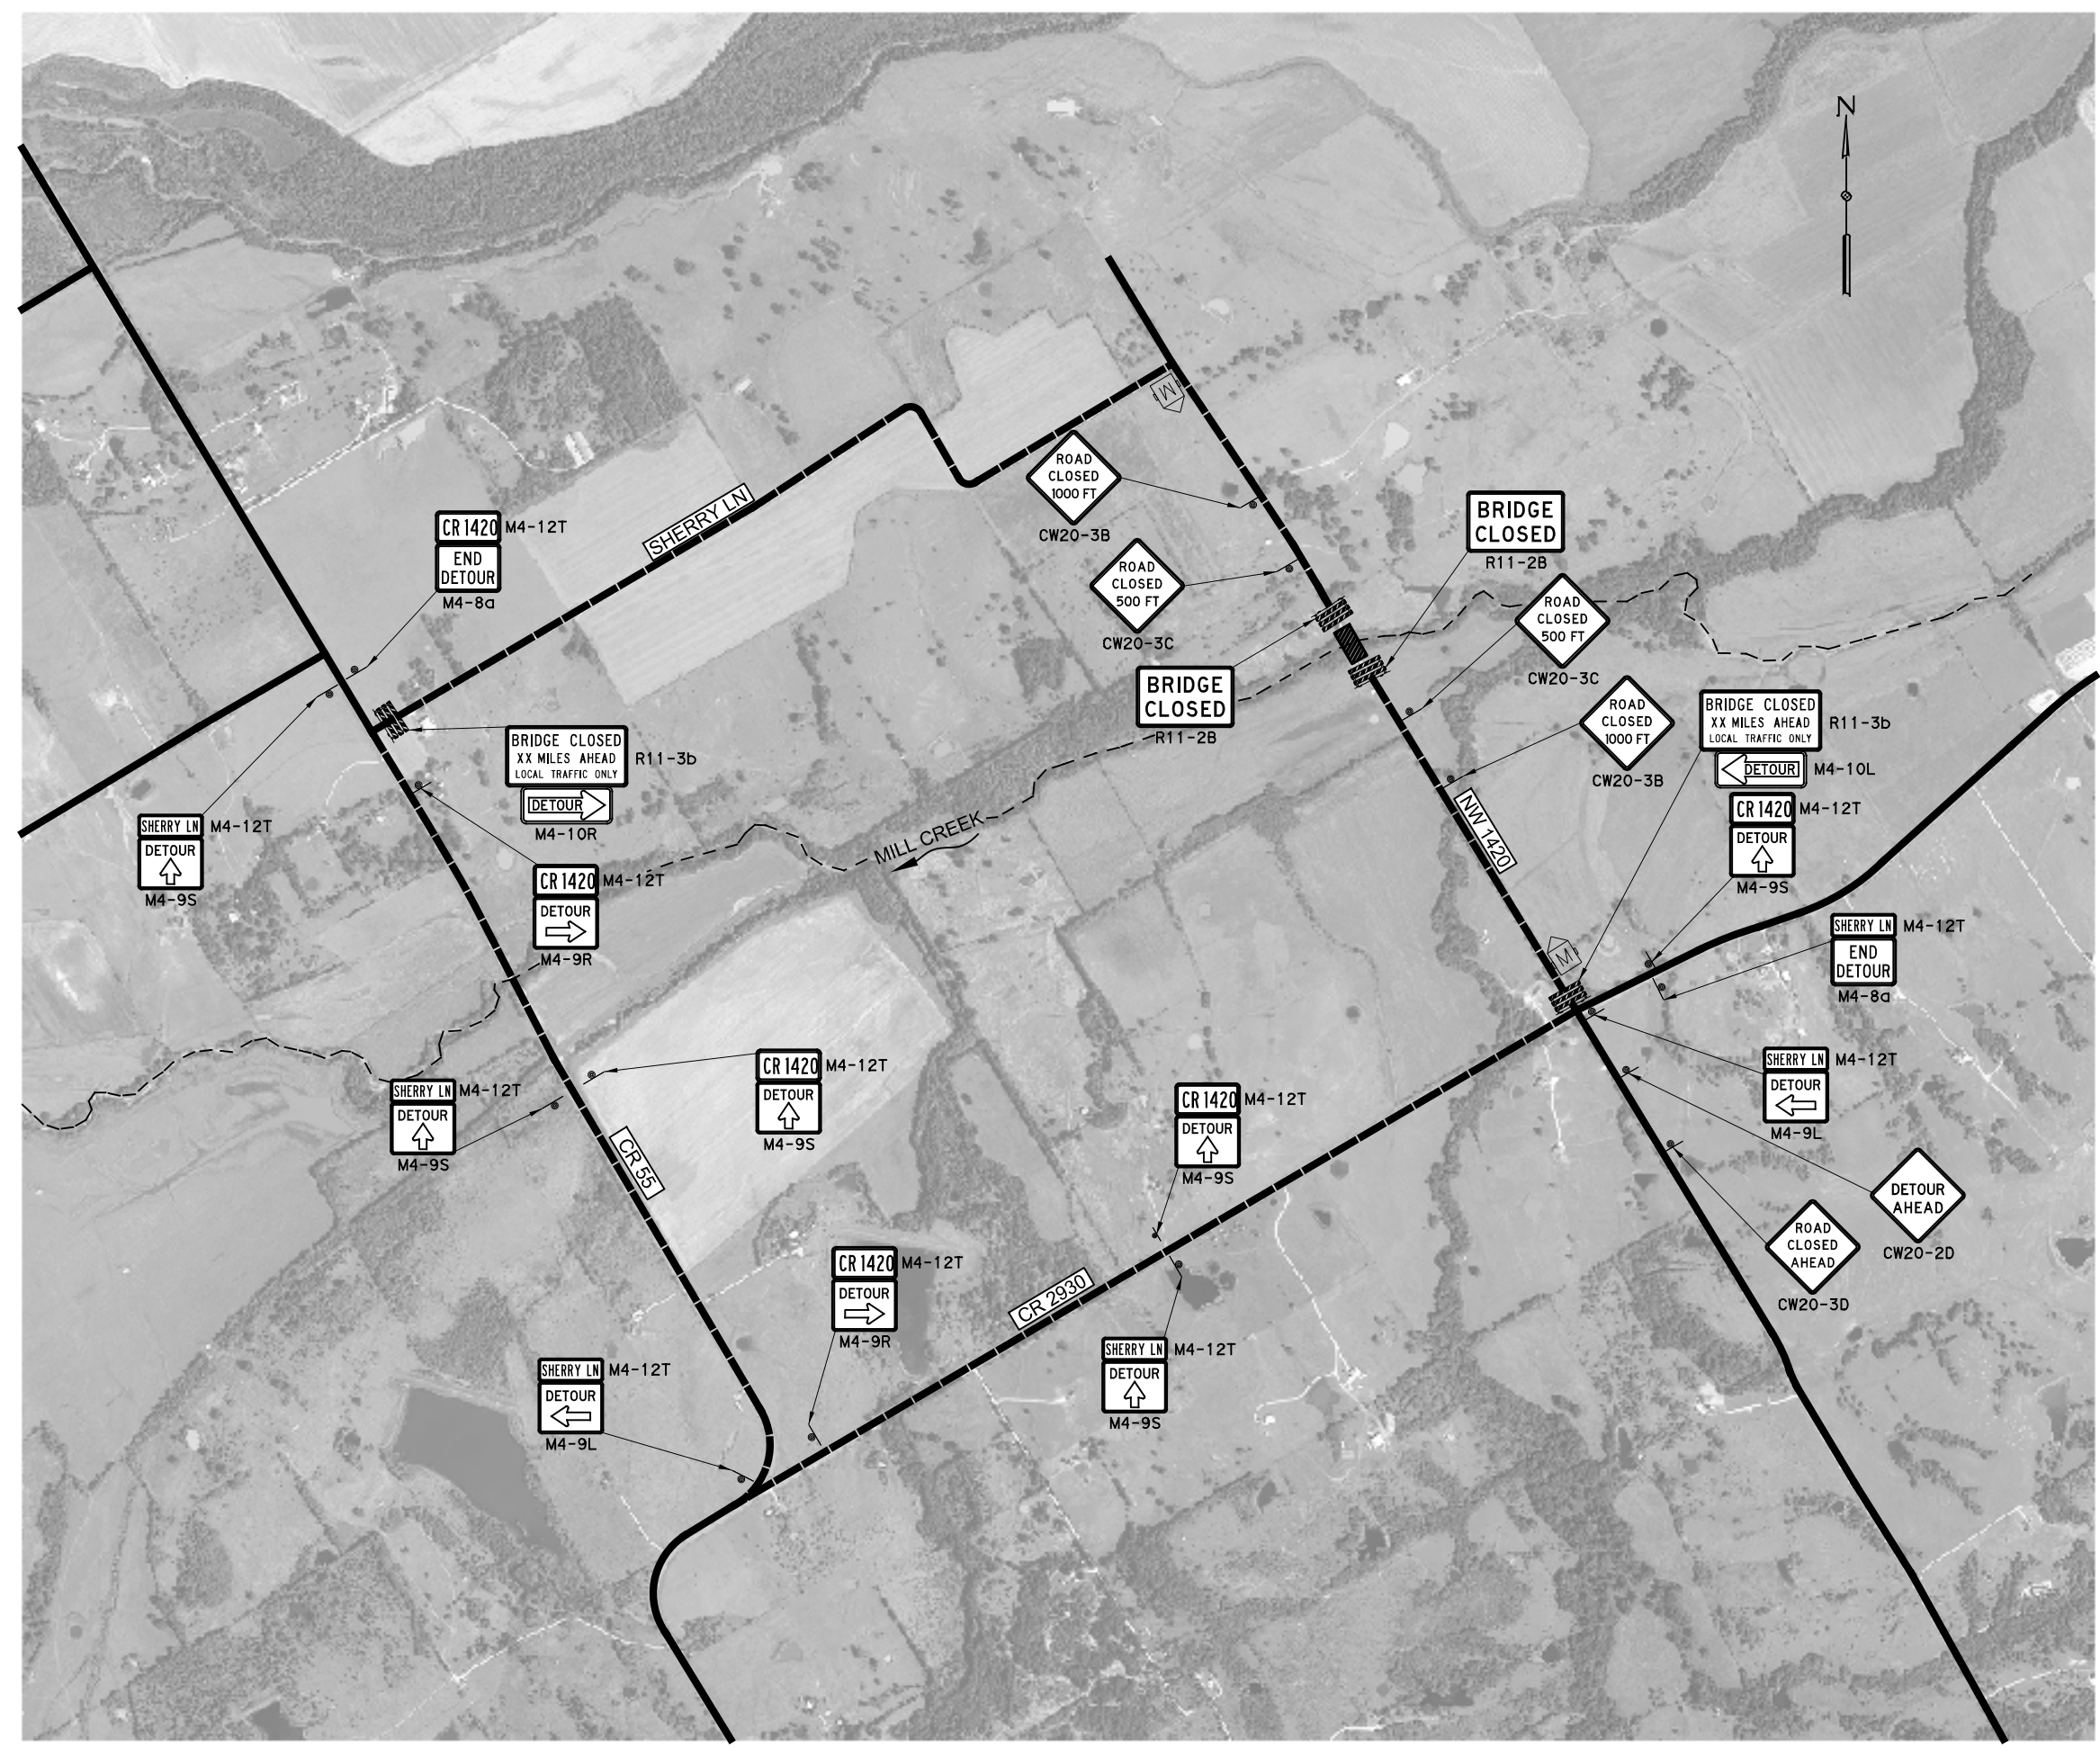 N
ROAD
CLOSED
1000 FT
CW20-3B
SHERRY LN
M
BRIDGE
CLOSED
R11-2B
CR 1420 M4-12T
END
DETOUR
M4-8a
ROAD
CLOSED
500 FT
CW20-3C
ROAD
CLOSED
500 FT
CW20-3C
BRIDGE
CLOSED
R11-2B
ROAD
CLOSED
1000 FT
CW20-3B
BRIDGE CLOSED
XX MILES AHEAD
LOCAL TRAFFIC ONLY
R11-3b
DETOUR
M4-10L
CR 1420 M4-12T
DETOUR
M4-9S
BRIDGE CLOSED
XX MILES AHEAD
LOCAL TRAFFIC ONLY
R11-3b
DETOUR
M4-10R
SHERRY LN M4-12T
DETOUR
M4-9S
CR 1420 M4-12T
DETOUR
M4-9R
MILL CREEK
NW 1420
M
SHERRY LN M4-12T
END
DETOUR
M4-8a
SHERRY LN M4-12T
DETOUR
M4-9S
CR 1420 M4-12T
DETOUR
M4-9S
CR 55
CR 1420 M4-12T
DETOUR
M4-9S
SHERRY LN M4-12T
DETOUR
M4-9L
DETOUR
AHEAD
CW20-2D
ROAD
CLOSED
AHEAD
CW20-3D
CR 1420 M4-12T
DETOUR
M4-9R
CR 2930
SHERRY LN M4-12T
DETOUR
M4-9L
SHERRY LN M4-12T
DETOUR
M4-9S